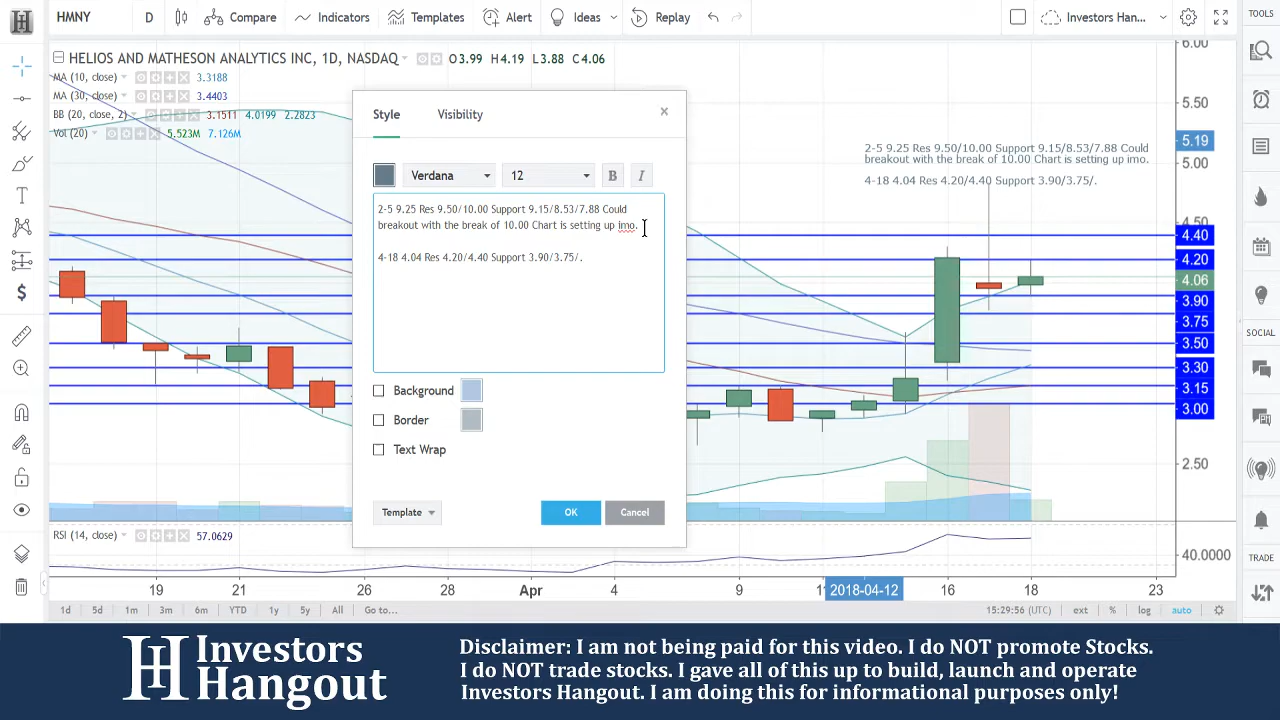 HMNY D Compare Indicators Templates Alert Ideas Replay Investors Han... TOOLS
HELIOS AND MATHESON ANALYTICS INC, 1D, NASDAQ O3.99 H4.19 L3.88 C4.06
MA (10, close) 3.3188
MA (30, close) 3.4403
BB (20, close, 2) 3.1511 4.0199 2.2823
Vol (20) 5.523M 7.126M
Style Visibility ×
Verdana 12 B I
2-5 9.25 Res 9.50/10.00 Support 9.15/8.53/7.88 Could
breakout with the break of 10.00 Chart is setting up imo.
4-18 4.04 Res 4.20/4.40 Support 3.90/3.75/.
Background
Border
Text Wrap
Template OK Cancel
2-5 9.25 Res 9.50/10.00 Support 9.15/8.53/7.88 Could
breakout with the break of 10.00 Chart is setting up imo.
4-18 4.04 Res 4.20/4.40 Support 3.90/3.75/.
6.00
5.50
5.19
5.00
4.50
4.40
4.20
4.06
3.90
3.75
3.50
3.30
3.15
3.00
2.50
SOCIAL
TRADE
RSI (14, close) 57.0629
40.0000
19 21 26 28 Apr 4 9 11 2018-04-12 16 18 23
1d 5d 1m 3m 6m YTD 1y 5y All Go to... 15:29:56 (UTC) ext % log auto
IH Investors
Hangout
Disclaimer: I am not being paid for this video. I do NOT promote Stocks.
I do NOT trade stocks. I gave all of this up to build, launch and operate
Investors Hangout. I am doing this for informational purposes only!